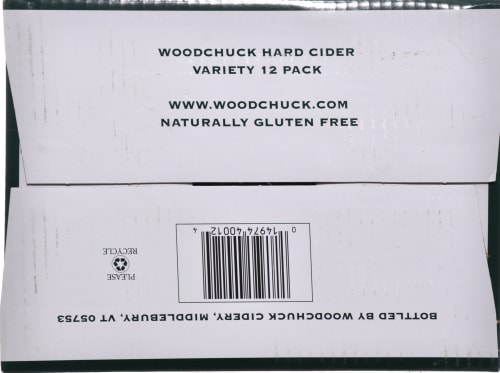 WOODCHUCK HARD CIDER
VARIETY 12 PACK
WWW.WOODCHUCK.COM
NATURALLY GLUTEN FREE
BOTTLED BY WOODCHUCK CIDERY, MIDDLEBURY, VT 05753
0 14974 40012 4
PLEASE
RECYCLE